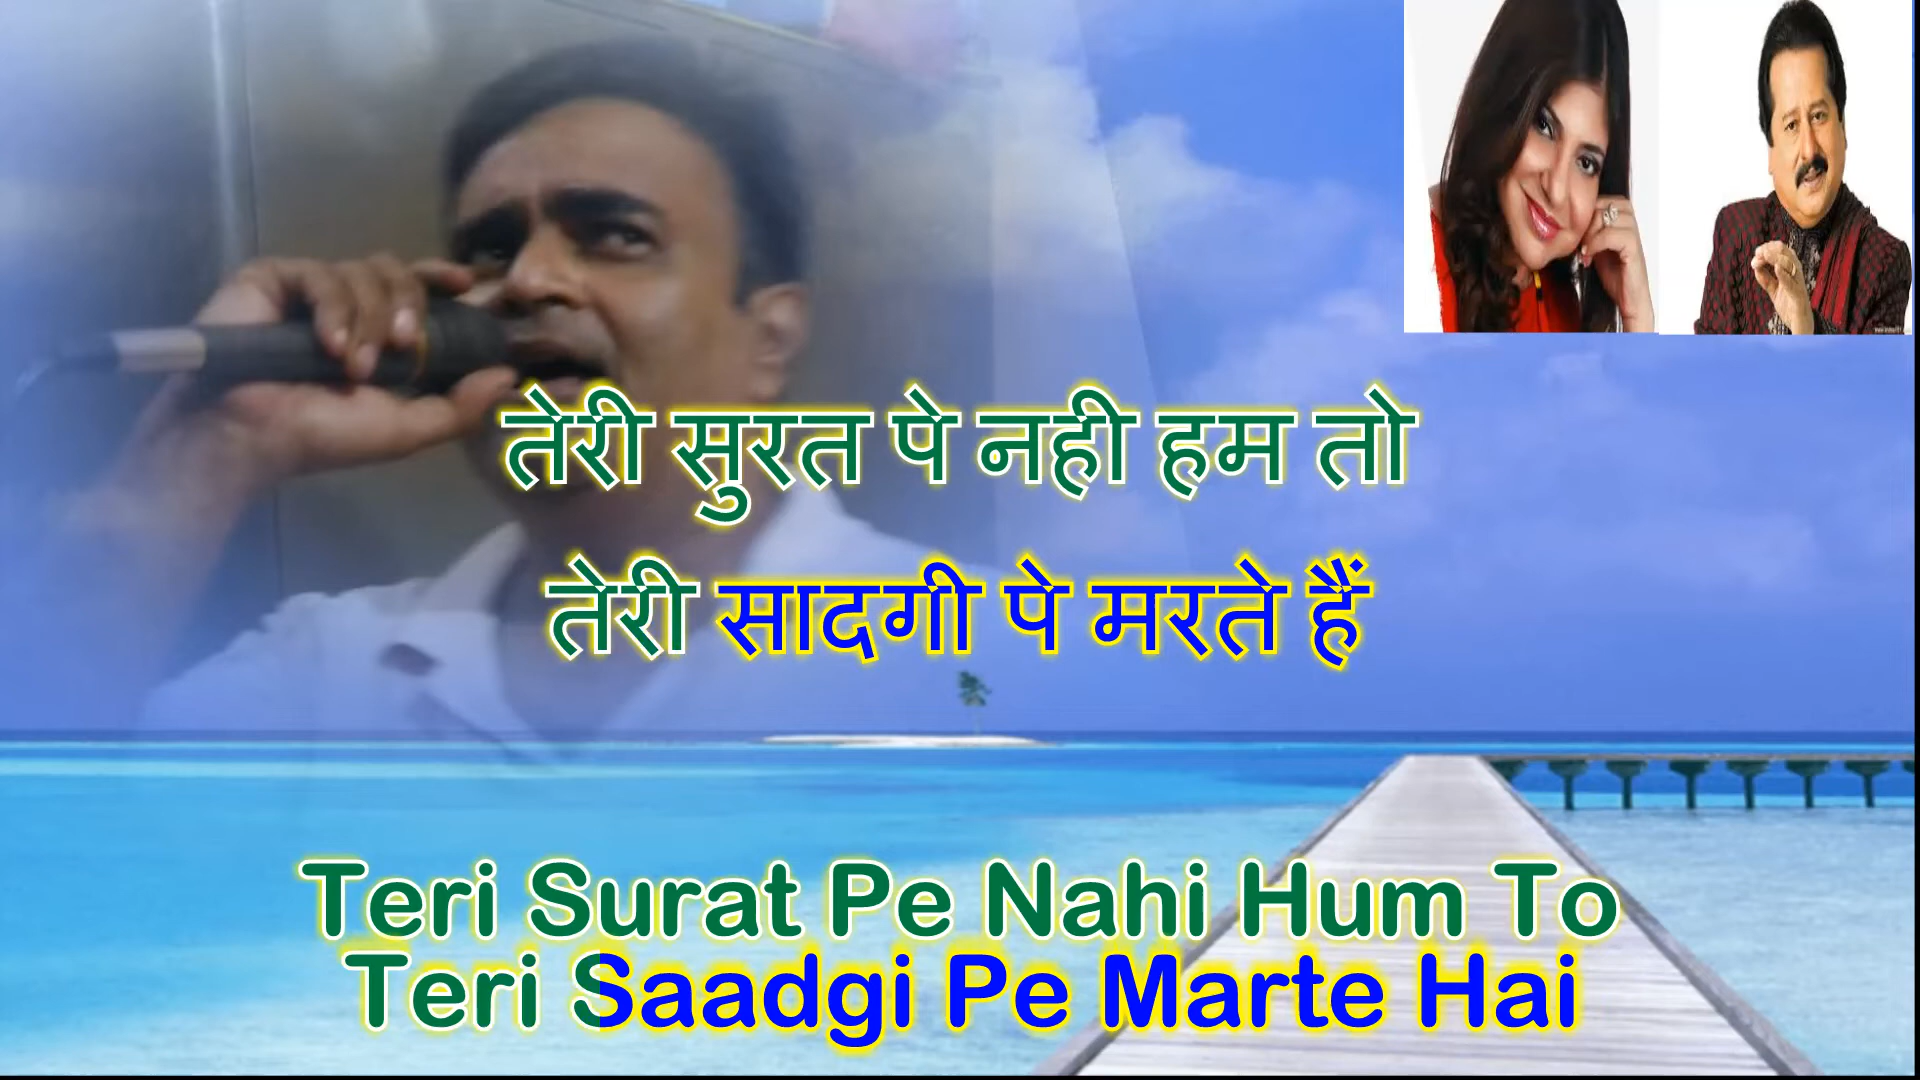 तेरी सुरत पे नही हम तो
तेरी सादगी पे मरते हैं
Teri Surat Pe Nahi Hum To
Teri Saadgi Pe Marte Hai